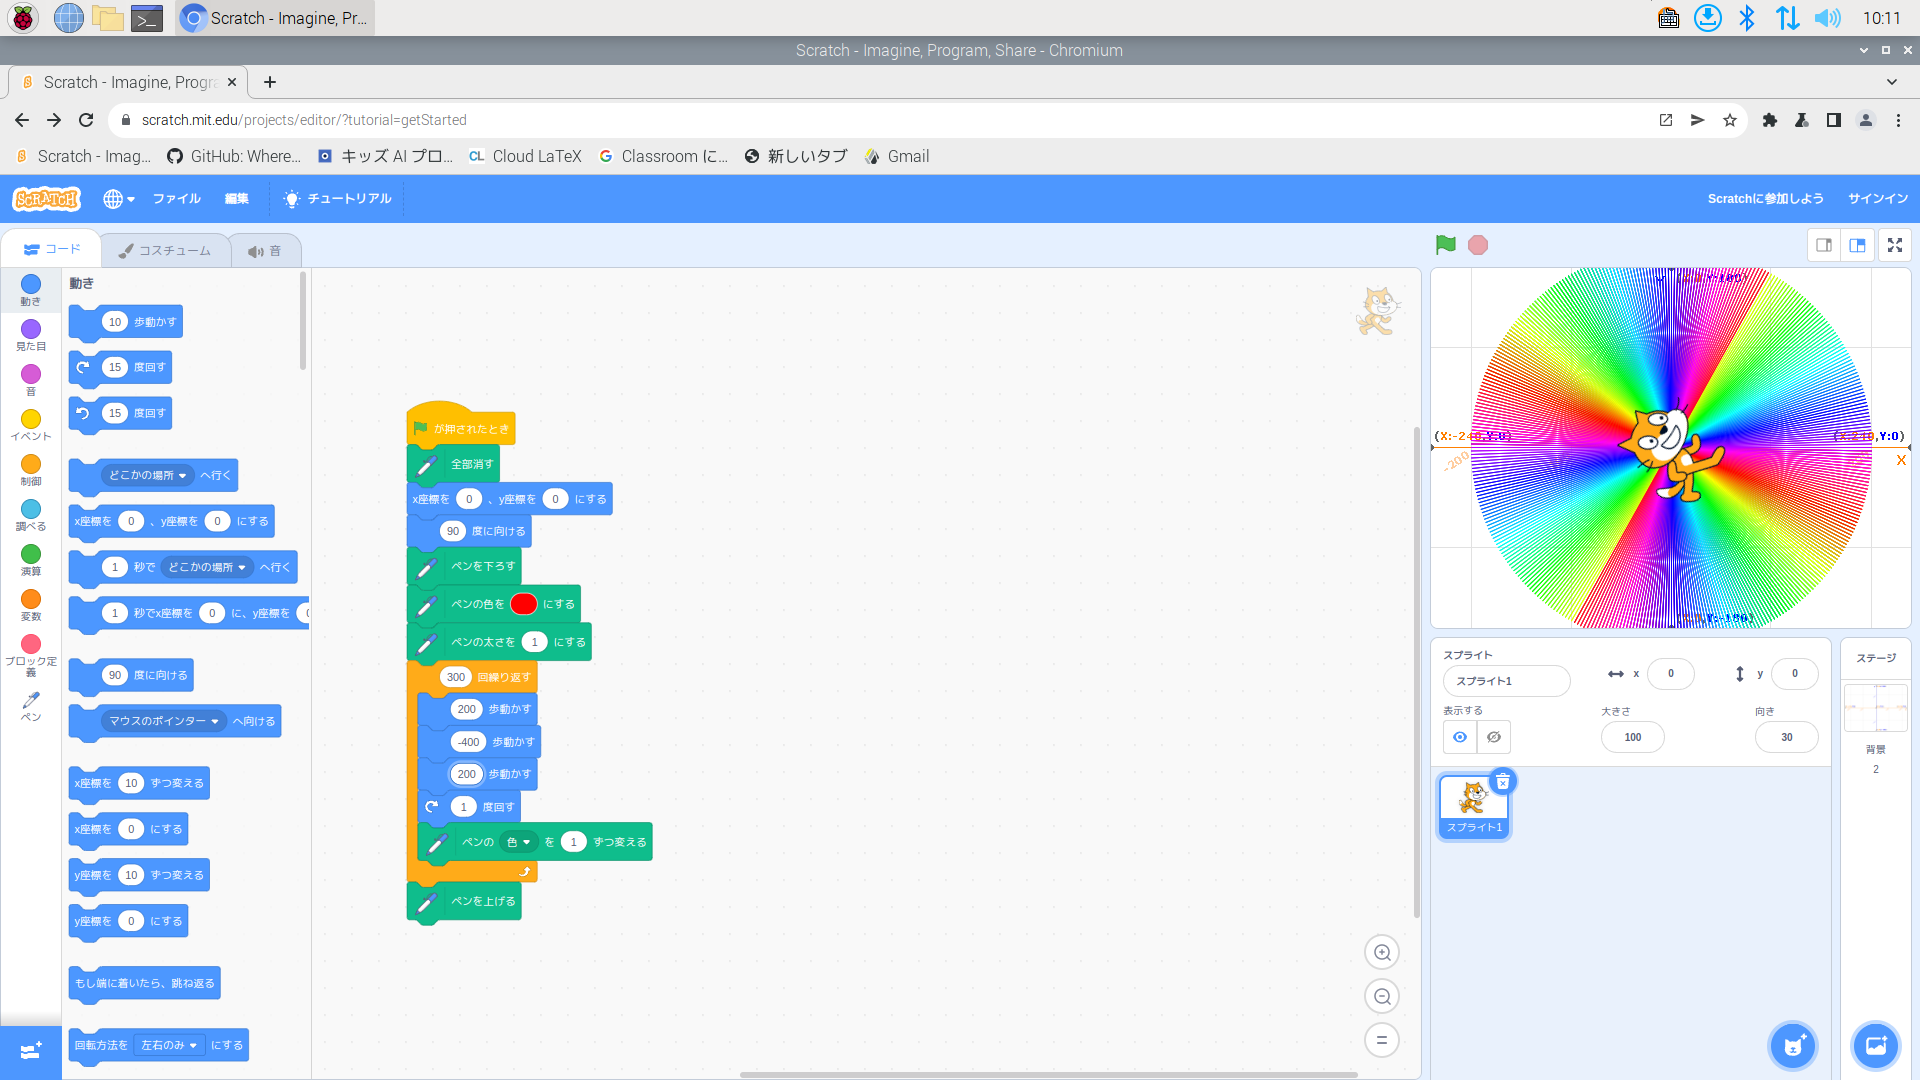 Scratch - Imagine, Pr...
10:11
Scratch - Imagine, Program, Share - Chromium
Scratch - Imagine, Progra
scratch.mit.edu/projects/editor/?tutorial=getStarted
Scratch - Imag...
GitHub: Where...
キッズ AI プロ...
CL Cloud LaTeX
Classroom に...
新しいタブ
Gmail
SCRATCH
ファイル
編集
チュートリアル
Scratchに参加しよう
サインイン
コード
コスチューム
音
動き
見た目
音
イベント
制御
調べる
演算
変数
ブロック定
義
ペン
動き
10 歩動かす
15 度回す
15 度回す
どこかの場所 へ行く
x座標を 0 、y座標を 0 にする
1 秒で どこかの場所 へ行く
1 秒でx座標を 0 に、y座標を
90 度に向ける
マウスのポインター へ向ける
x座標を 10 ずつ変える
x座標を 0 にする
y座標を 10 ずつ変える
y座標を 0 にする
もし端に着いたら、跳ね返る
回転方法を 左右のみ にする
が押されたとき
全部消す
x座標を 0 、y座標を 0 にする
90 度に向ける
ペンを下ろす
ペンの色を にする
ペンの太さを 1 にする
300 回繰り返す
200 歩動かす
-400 歩動かす
200 歩動かす
1 度回す
ペンの 色 を 1 ずつ変える
ペンを上げる
(X:-240,Y:0)
(X:240,Y:0)
-200
X
スプライト
スプライト1
x 0
y 0
表示する
大きさ
100
向き
30
スプライト1
ステージ
背景
2